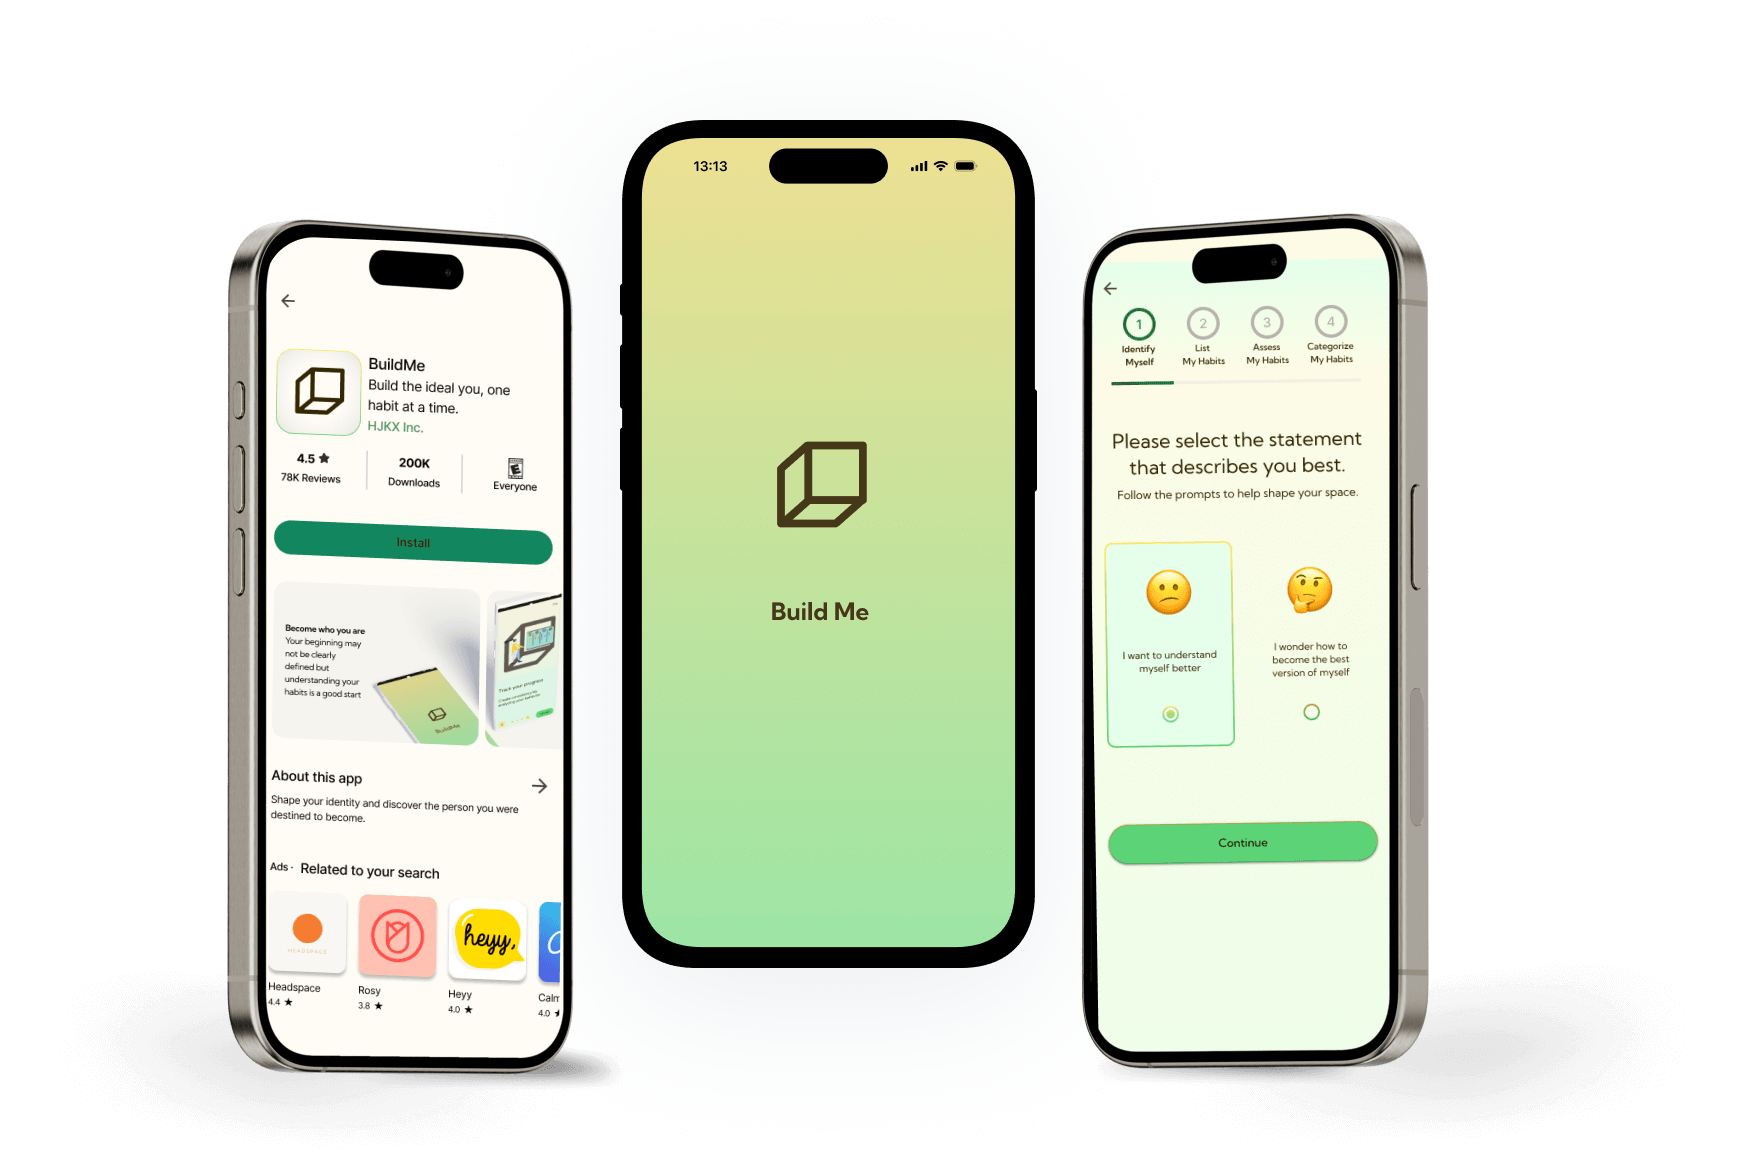 BuildMe
Build the ideal you, one
habit at a time.
HJKX Inc.
4.5 ★
78K Reviews
200K
Downloads
E
Everyone
Install
Become who you are
Your beginning may
not be clearly
defined but
understanding your
habits is a good start
BuildMe
Track your progress
About this app
Shape your identity and discover the person you were
destined to become.
Ads · Related to your search
HEADSPACE
heyy,
Headspace
4.4 ★
Rosy
3.8 ★
Heyy
4.0 ★
Calm
4.0 ★
13:13
Build Me
1
2
3
4
Identify
Myself
List
My Habits
Assess
My Habits
Categorize
My Habits
Please select the statement
that describes you best.
Follow the prompts to help shape your space.
I want to understand
myself better
I wonder how to
become the best
version of myself
Continue